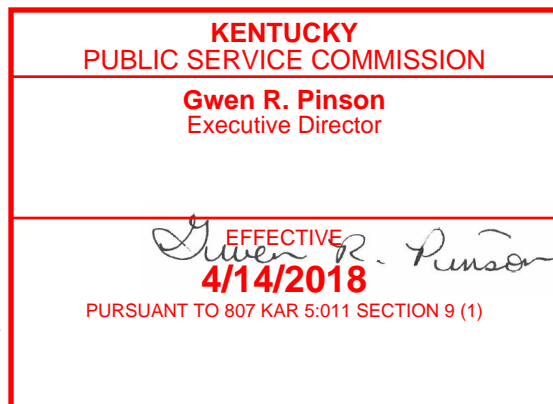 KENTUCKY
PUBLIC SERVICE COMMISSION
Gwen R. Pinson
Executive Director
Gwen R. Pinson
EFFECTIVE
4/14/2018
PURSUANT TO 807 KAR 5:011 SECTION 9 (1)